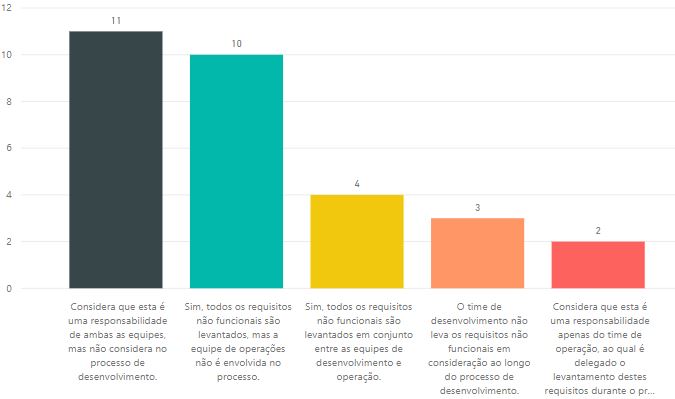 12
10
8
6
4
2
0
11
10
4
3
2
Considera que esta é
uma responsabilidade
de ambas as equipes,
mas não considera no
processo de
desenvolvimento.
Sim, todos os requisitos
não funcionais são
levantados, mas a
equipe de operações
não é envolvida no
processo.
Sim, todos os requisitos
não funcionais são
levantados em conjunto
entre as equipes de
desenvolvimento e
operação.
O time de
desenvolvimento não
leva os requisitos não
funcionais em
consideração ao longo
do processo de
desenvolvimento.
Considera que esta é
uma responsabilidade
apenas do time de
operação, ao qual é
delegado o
levantamento destes
requisitos durante o pr...